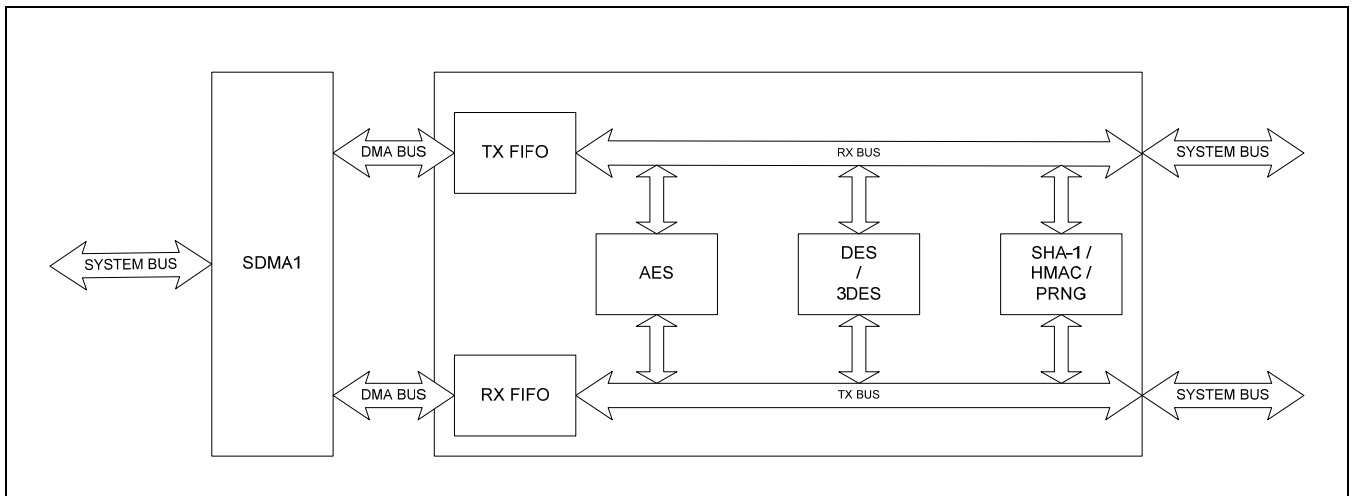 DMA BUS
TX FIFO
RX BUS
SYSTEM BUS
SYSTEM BUS
SDMA1
AES
DES
/
3DES
SHA-1 /
HMAC /
PRNG
DMA BUS
RX FIFO
TX BUS
SYSTEM BUS